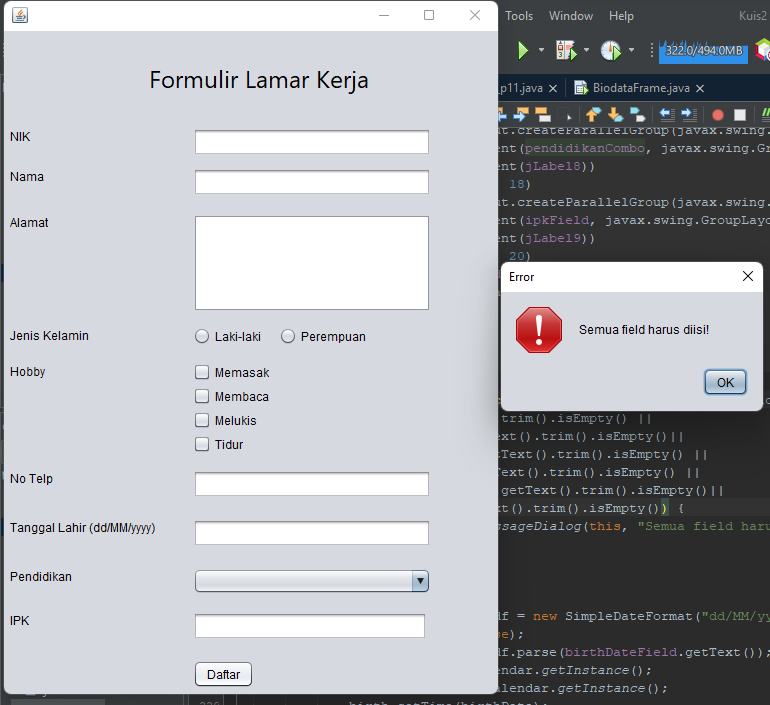 Tools Window Help Kuis2
322.0/494.0MB
p11.java BiodataFrame.java
Formulir Lamar Kerja
NIK
Nama
Alamat
Jenis Kelamin Laki-laki Perempuan
Hobby Memasak
Membaca
Melukis
Tidur
No Telp
Tanggal Lahir (dd/MM/yyyy)
Pendidikan
IPK
Daftar
ut.createParallelGroup(javax.swing.
ent(pendidikanCombo, javax.swing.Gr
ent(jLabel8))
18)
ut.createParallelGroup(javax.swing.
ent(ipkField, javax.swing.GroupLayo
ent(jLabel9))
20)
Error
Semua field harus diisi!
OK
trim().isEmpty() ||
ext().trim().isEmpty()||
tText().trim().isEmpty() ||
Text().trim().isEmpty() ||
.getText().trim().isEmpty()||
xt().trim().isEmpty()) {
ssageDialog(this, "Semua field haru
df = new SimpleDateFormat("dd/MM/yy
e);
df.parse(birthDateField.getText());
lendar.getInstance();
alendar.getInstance();